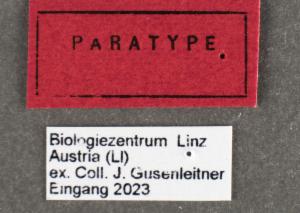 PARATYPE
Biologiezentrum Linz
Austria (LI)
ex. Coll. J. Gusenleitner
Eingang 2023